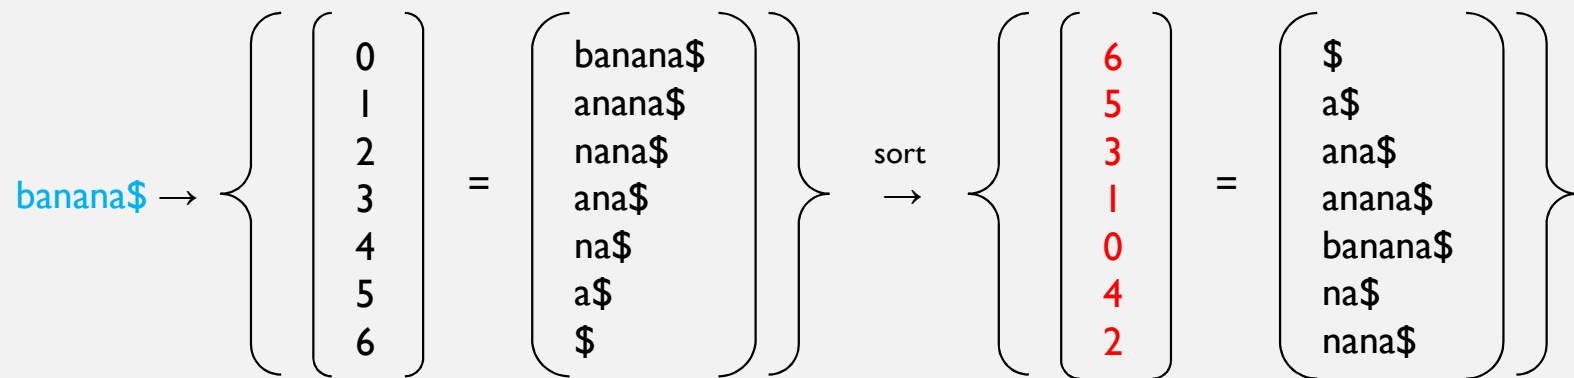 0 banana$ 6 $
1 anana$ 5 a$
2 nana$ sort 3 ana$
banana$ → 3 = ana$ → 1 = anana$
4 na$ 0 banana$
5 a$ 4 na$
6 $ 2 nana$